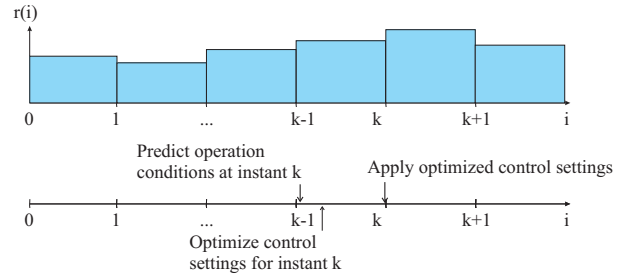 r(i)
0 1 ... k-1 k k+1 i
Predict operation
conditions at instant k
Apply optimized control settings
0 1 ... k-1 k k+1 i
Optimize control
settings for instant k